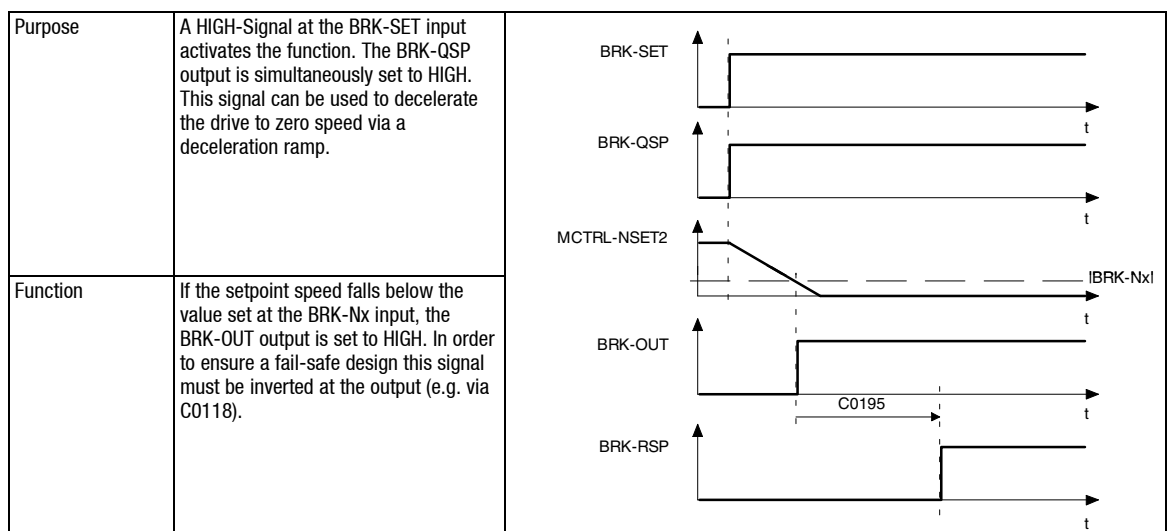 Purpose
A HIGH-Signal at the BRK-SET input
activates the function. The BRK-QSP
output is simultaneously set to HIGH.
This signal can be used to decelerate
the drive to zero speed via a
deceleration ramp.
Function
If the setpoint speed falls below the
value set at the BRK-Nx input, the
BRK-OUT output is set to HIGH. In order
to ensure a fail-safe design this signal
must be inverted at the output (e.g. via
C0118).
BRK-SET
t
BRK-QSP
t
MCTRL-NSET2
|BRK-Nx|
t
BRK-OUT
C0195
t
BRK-RSP
t